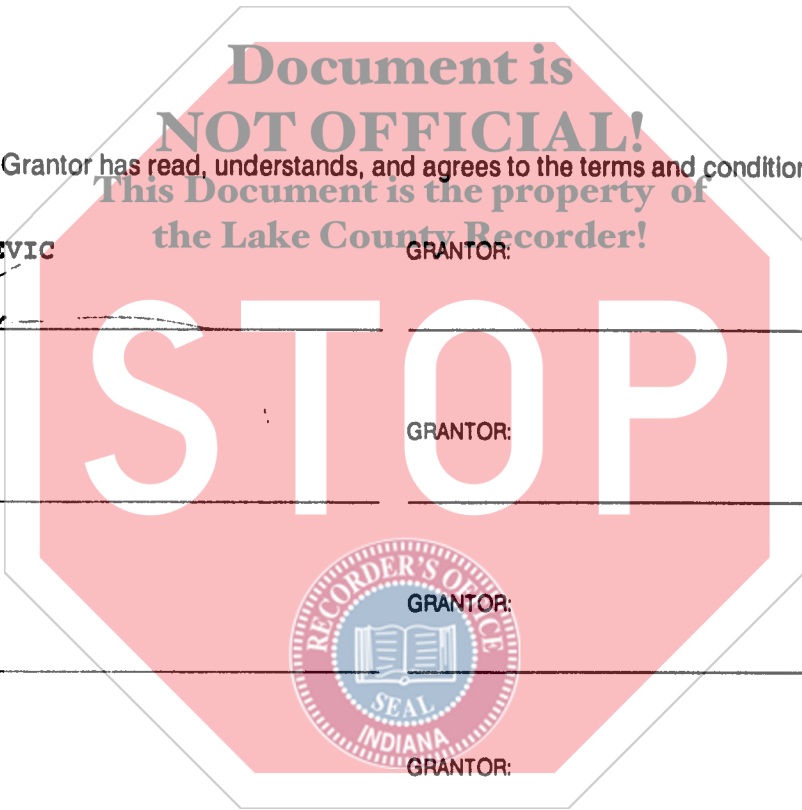 Document is
NOT OFFICIAL!
Grantor has read, understands, and agrees to the terms and condition
This Document is the property of
the Lake County Recorder!
VIC GRANTOR:
STOP
GRANTOR:
RECORDER'S OFFICE
GRANTOR:
SEAL
INDIANA
GRANTOR: